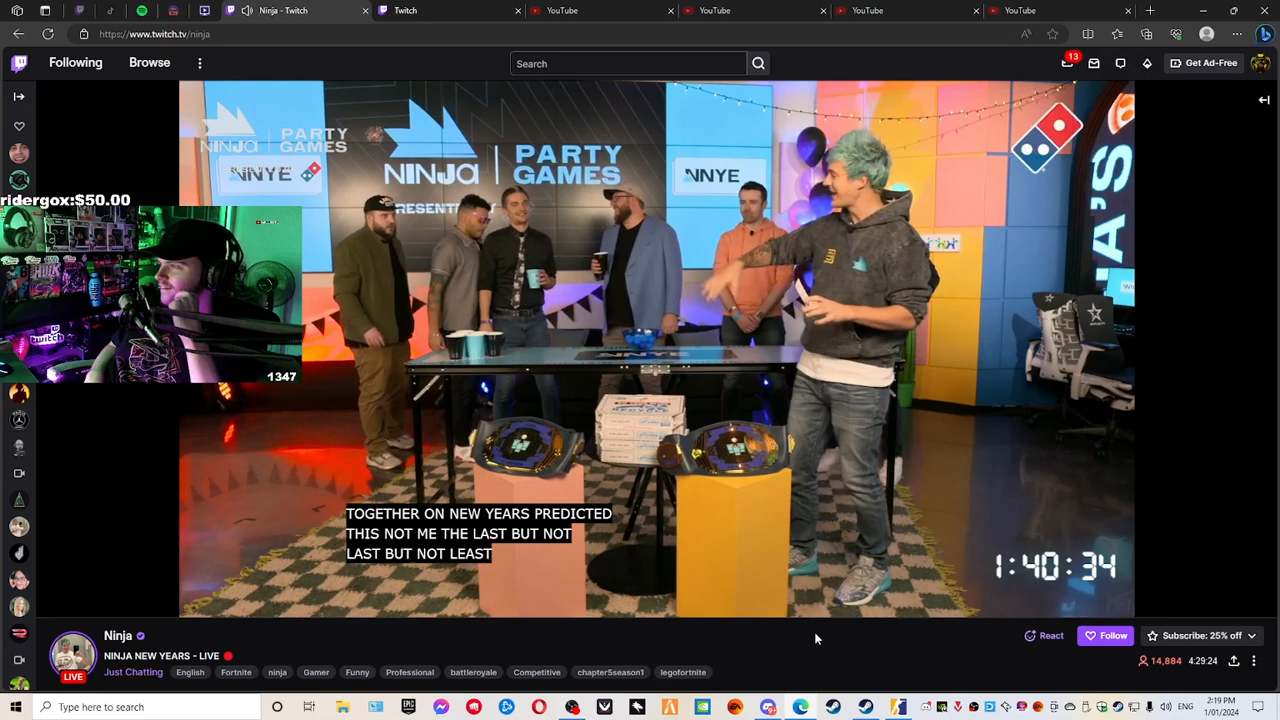 Ninja - Twitch
Twitch
YouTube
YouTube
YouTube
YouTube
https://www.twitch.tv/ninja
Following
Browse
Search
13
Get Ad-Free
NINJA | PARTY GAMES
NINJA | PARTY GAMES
PRESENTED
NNYE
NNYE
ridergox:$50.00
twitch
1347
NNYE
TOGETHER ON NEW YEARS PREDICTED
THIS NOT ME THE LAST BUT NOT
LAST BUT NOT LEAST
1:40:34
Ninja
React
Follow
Subscribe: 25% off
NINJA NEW YEARS - LIVE
LIVE
14,884
4:29:24
Just Chatting
English
Fortnite
ninja
Gamer
Funny
Professional
battleroyale
Competitive
chapter5season1
legofortnite
Type here to search
2:19 PM
1/01/2024